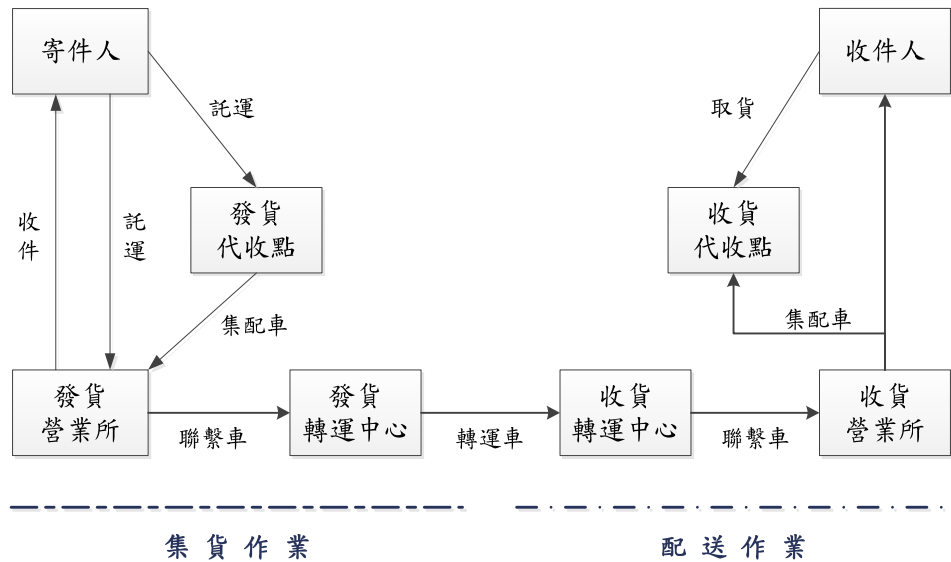 寄件人
收件人
託運
取貨
發貨
代收點
收貨
代收點
收件
託運
集配車
集配車
發貨
營業所
發貨
轉運中心
收貨
轉運中心
收貨
營業所
聯繫車
轉運車
聯繫車
集貨作業
配送作業